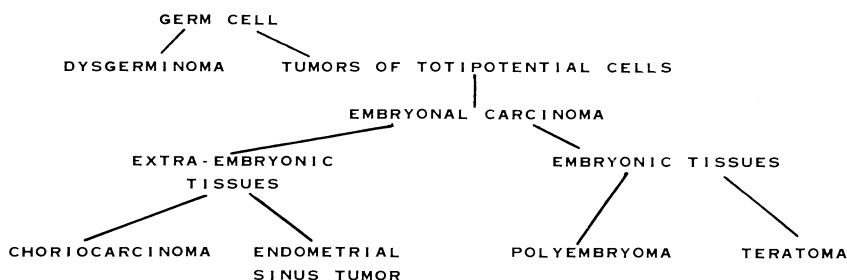 GERM CELL
DYSGERMINOMA
TUMORS OF TOTIPOTENTIAL CELLS
EMBRYONAL CARCINOMA
EXTRA-EMBRYONIC
TISSUES
EMBRYONIC TISSUES
CHORIOCARCINOMA
ENDOMETRIAL
SINUS TUMOR
POLYEMBRYOMA
TERATOMA